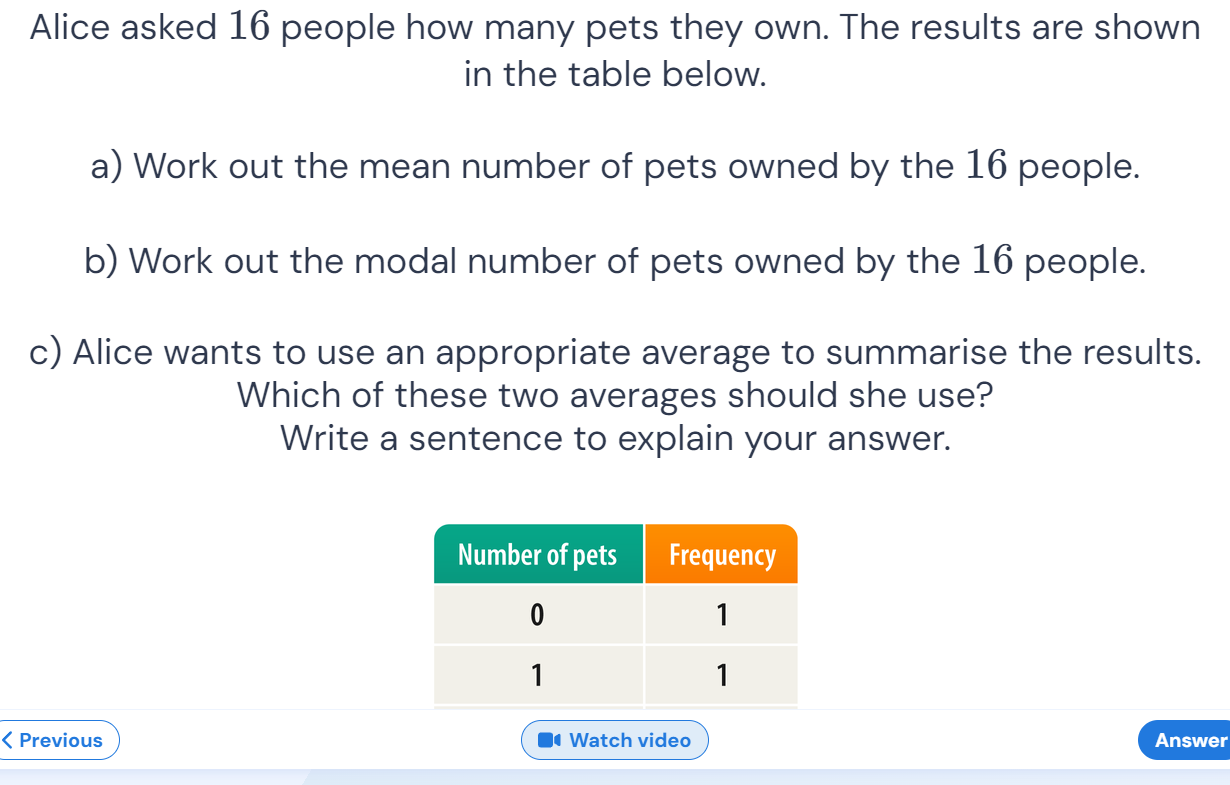 Alice asked 16 people how many pets they own. The results are shown
in the table below.
a) Work out the mean number of pets owned by the 16 people.
b) Work out the modal number of pets owned by the 16 people.
c) Alice wants to use an appropriate average to summarise the results.
Which of these two averages should she use?
Write a sentence to explain your answer.
Number of pets Frequency
0 1
1 1
Previous Watch video Answer